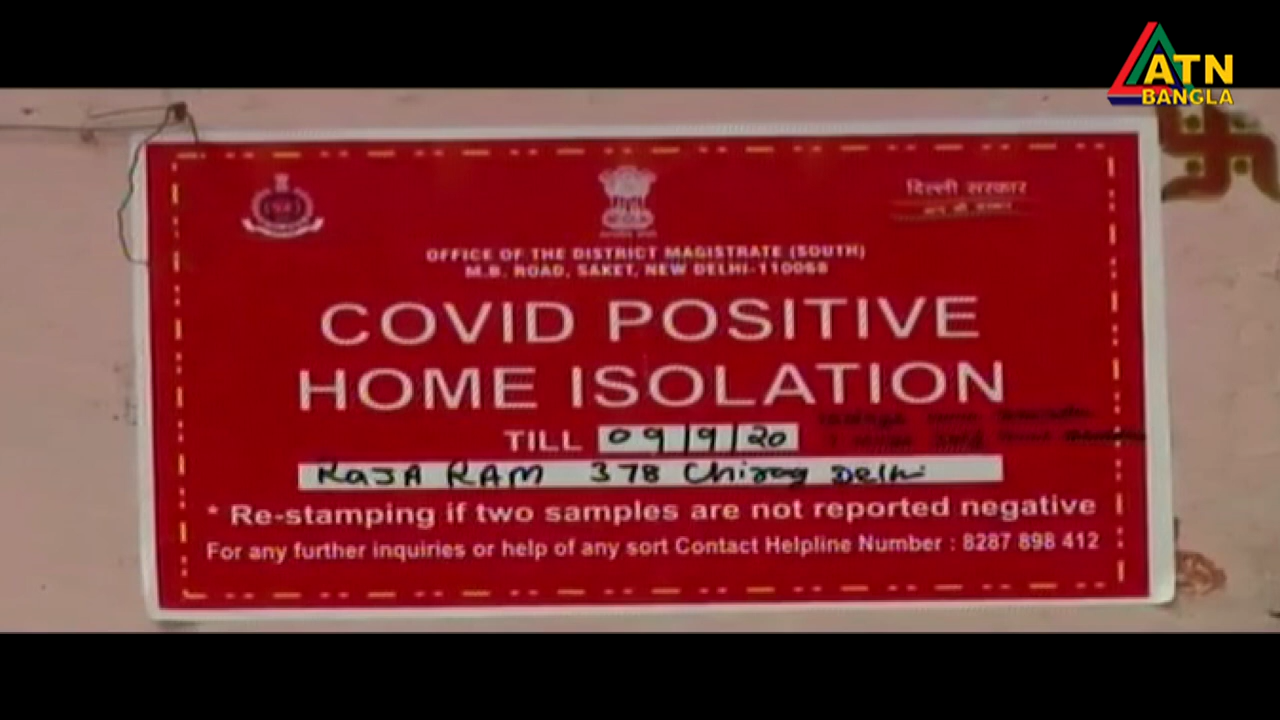 ATN
BANGLA
दिल्ली सरकार
OFFICE OF THE DISTRICT MAGISTRATE (SOUTH)
M.B. ROAD, SAKET, NEW DELHI-110068
COVID POSITIVE
HOME ISOLATION
TILL 09/9/20
RAJA RAM 378 Chirag Delhi
* Re-stamping if two samples are not reported negative
For any further inquiries or help of any sort Contact Helpline Number : 8287 898 412